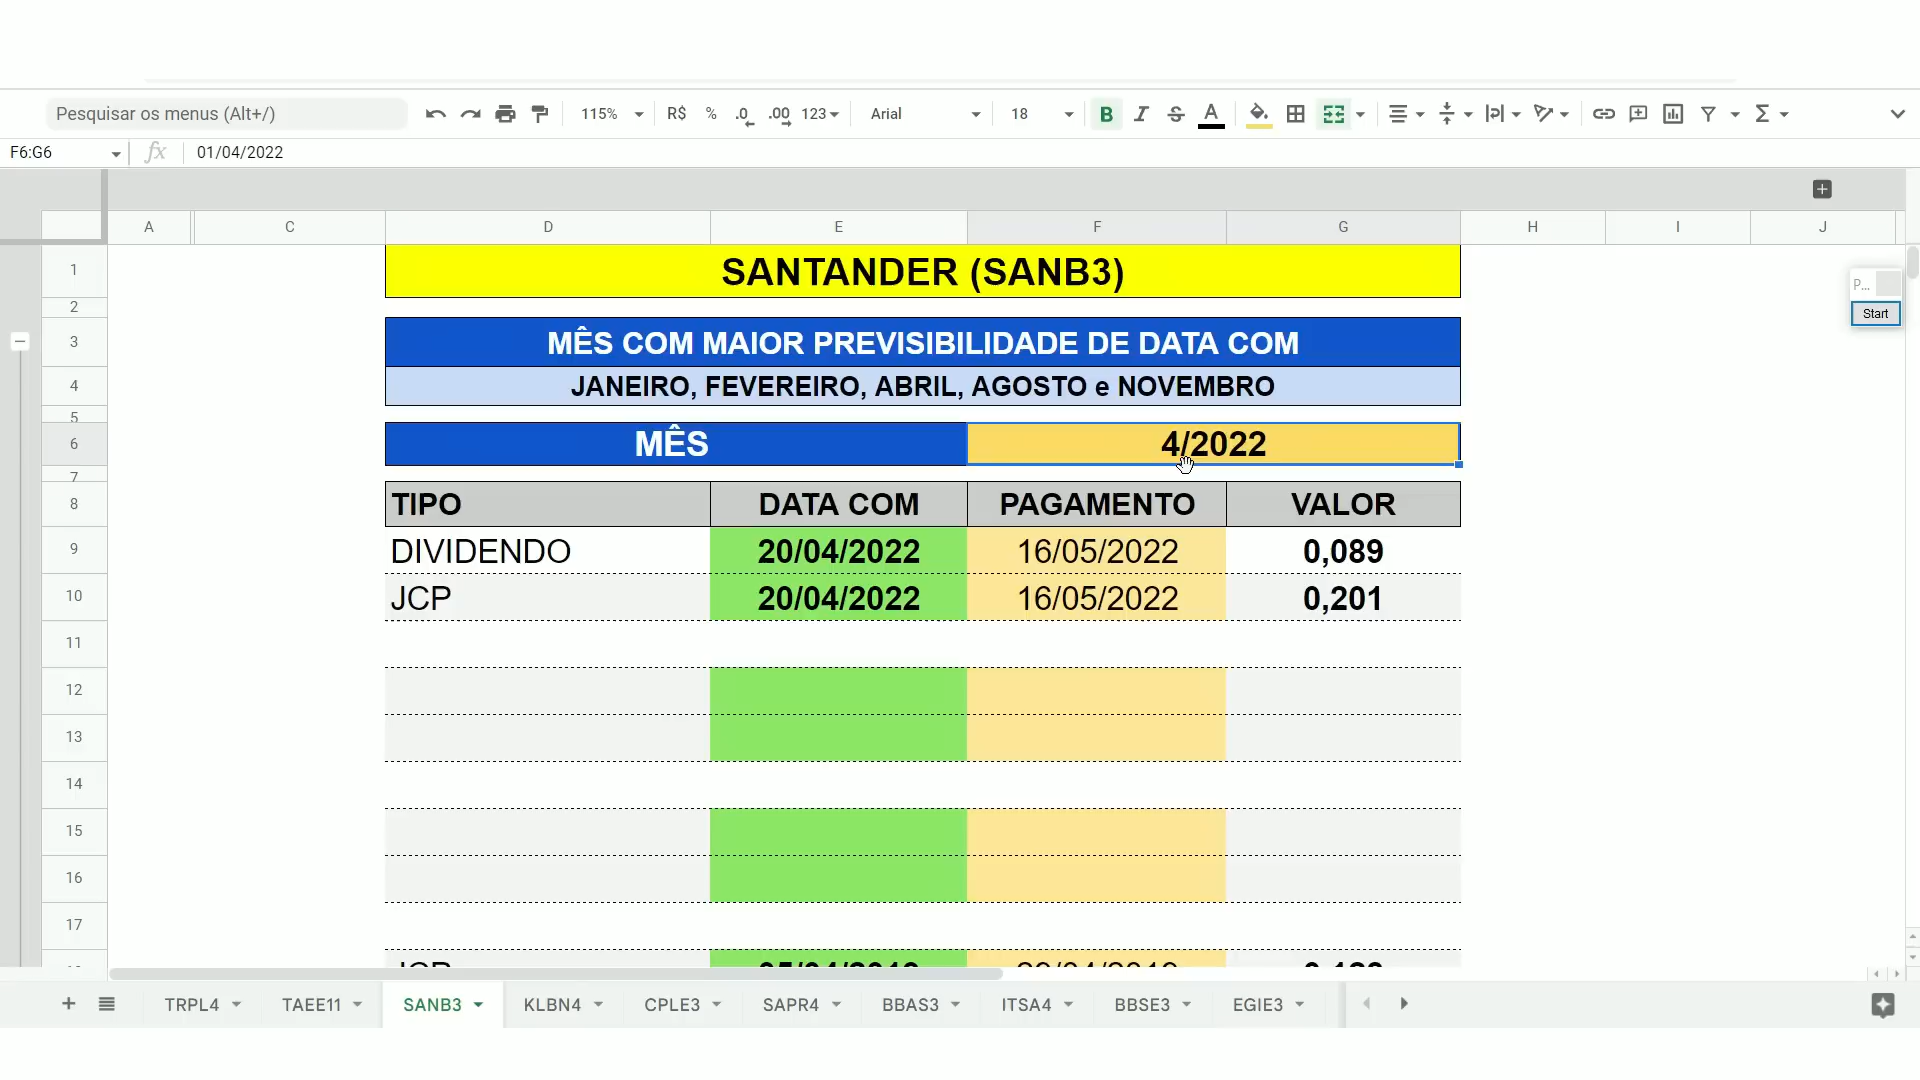 Pesquisar os menus (Alt+/)
115%
R$ % .0 .00 123
Arial
18
B I S A
F6:G6
fx
01/04/2022
A C D E F G H I J
1 SANTANDER (SANB3)
2
3 MÊS COM MAIOR PREVISIBILIDADE DE DATA COM
4 JANEIRO, FEVEREIRO, ABRIL, AGOSTO e NOVEMBRO
5
6 MÊS 4/2022
7
8 TIPO DATA COM PAGAMENTO VALOR
9 DIVIDENDO 20/04/2022 16/05/2022 0,089
10 JCP 20/04/2022 16/05/2022 0,201
11
12
13
14
15
16
17
P...
Start
TRPL4 TAEE11 SANB3 KLBN4 CPLE3 SAPR4 BBAS3 ITSA4 BBSE3 EGIE3